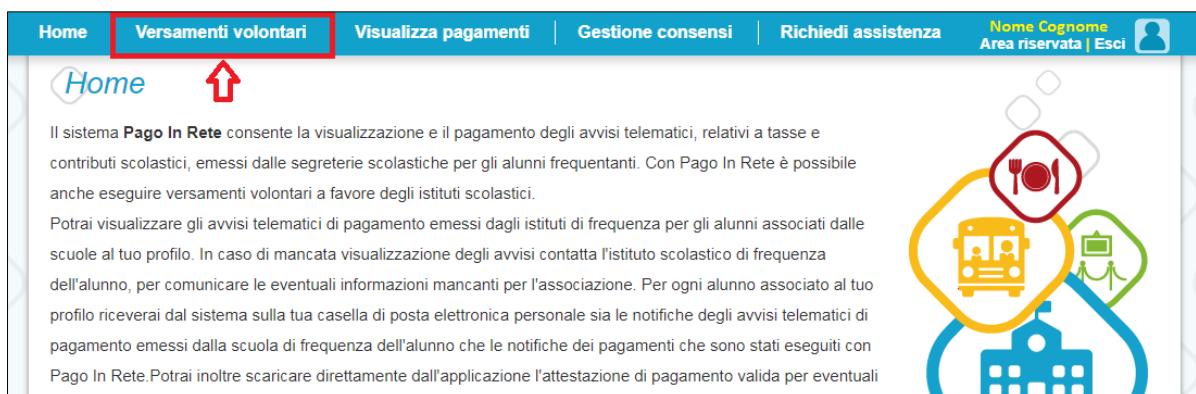 Home Versamenti volontari Visualizza pagamenti Gestione consensi Richiedi assistenza Nome Cognome
Area riservata | Esci
Home
Il sistema Pago In Rete consente la visualizzazione e il pagamento degli avvisi telematici, relativi a tasse e
contributi scolastici, emessi dalle segreterie scolastiche per gli alunni frequentanti. Con Pago In Rete è possibile
anche eseguire versamenti volontari a favore degli istituti scolastici.
Potrai visualizzare gli avvisi telematici di pagamento emessi dagli istituti di frequenza per gli alunni associati dalle
scuole al tuo profilo. In caso di mancata visualizzazione degli avvisi contatta l'istituto scolastico di frequenza
dell'alunno, per comunicare le eventuali informazioni mancanti per l'associazione. Per ogni alunno associato al tuo
profilo riceverai dal sistema sulla tua casella di posta elettronica personale sia le notifiche degli avvisi telematici di
pagamento emessi dalla scuola di frequenza dell'alunno che le notifiche dei pagamenti che sono stati eseguiti con
Pago In Rete.Potrai inoltre scaricare direttamente dall'applicazione l'attestazione di pagamento valida per eventuali